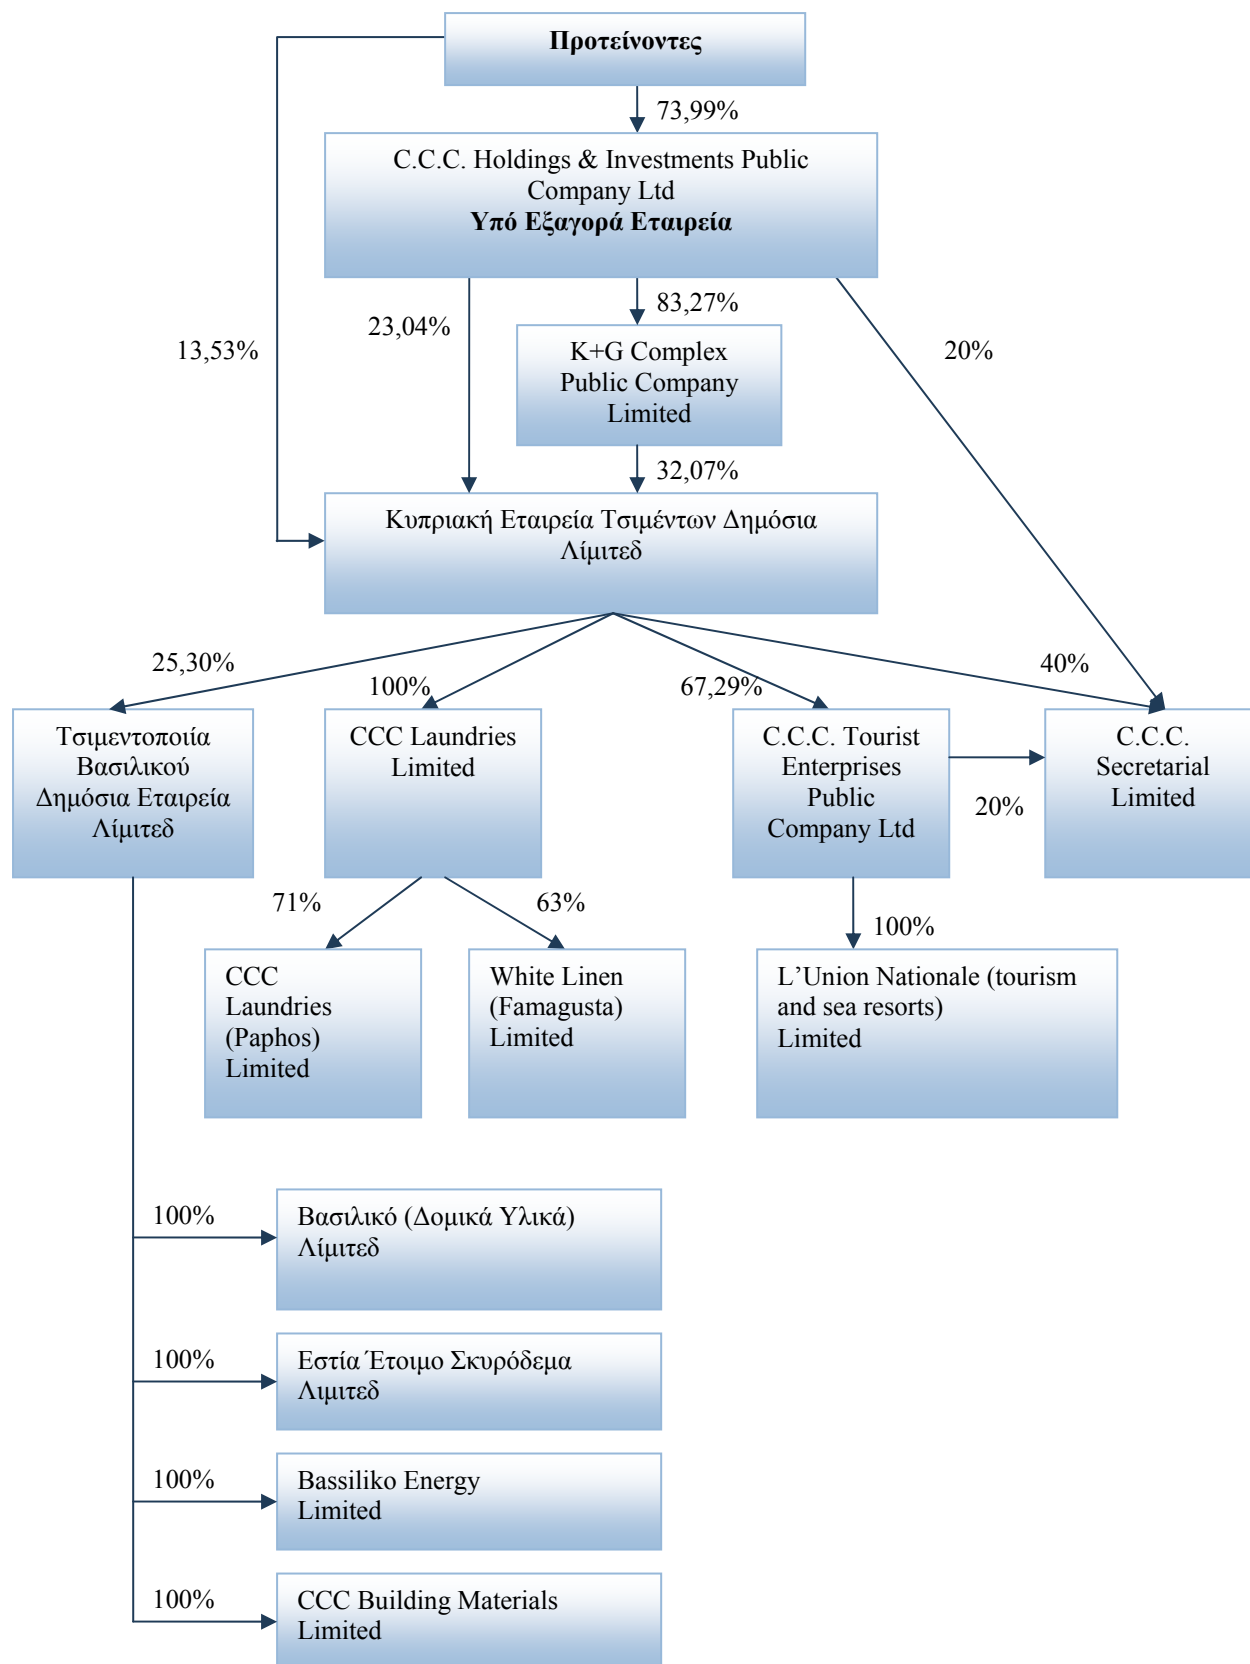 Προτείνοντες
73,99%
C.C.C. Holdings & Investments Public
Company Ltd
Υπό Εξαγορά Εταιρεία
13,53%
23,04%
83,27%
20%
K+G Complex
Public Company
Limited
32,07%
Κυπριακή Εταιρεία Τσιμέντων Δημόσια
Λίμιτεδ
25,30%
100%
67,29%
40%
Τσιμεντοποιία
Βασιλικού
Δημόσια Εταιρεία
Λίμιτεδ
CCC Laundries
Limited
C.C.C. Tourist
Enterprises
Public
Company Ltd
20%
C.C.C.
Secretarial
Limited
71%
63%
100%
CCC
Laundries
(Paphos)
Limited
White Linen
(Famagusta)
Limited
L’Union Nationale (tourism
and sea resorts)
Limited
100%
Βασιλικό (Δομικά Υλικά)
Λίμιτεδ
100%
Εστία Έτοιμο Σκυρόδεμα
Λιμιτεδ
100%
Bassiliko Energy
Limited
100%
CCC Building Materials
Limited